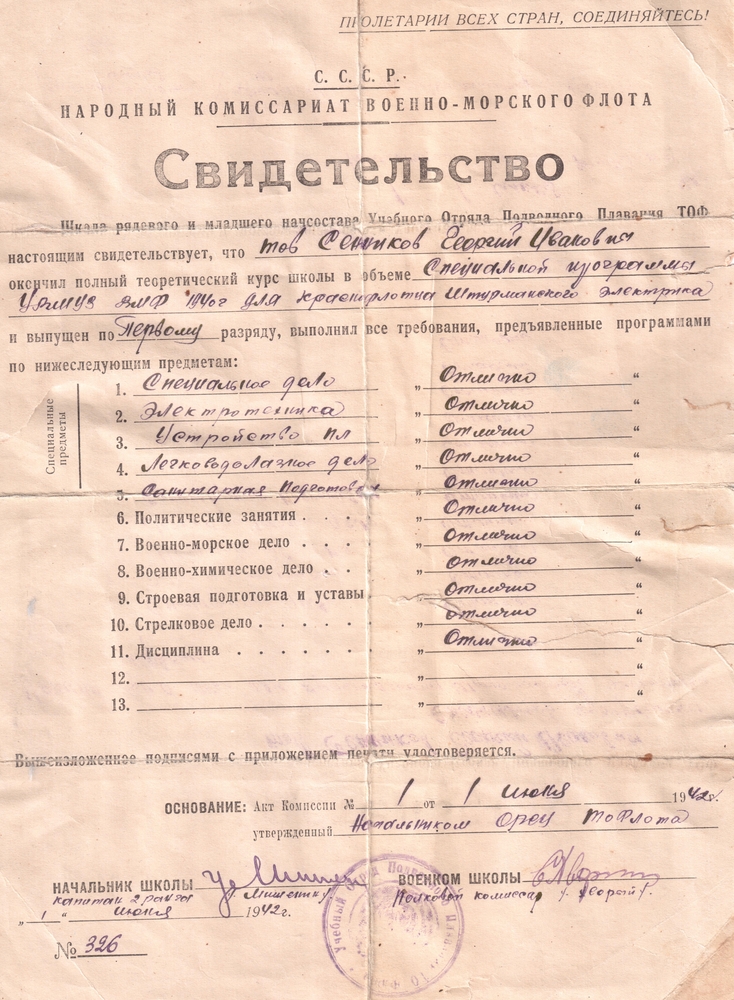 ПРОЛЕТАРИИ ВСЕХ СТРАН, СОЕДИНЯЙТЕСЬ!
С. С. С. Р.
НАРОДНЫЙ КОМИССАРИАТ ВОЕННО-МОРСКОГО ФЛОТА
Свидетельство
Школа рядевого и младшего начсостава Учебного Отряда Подводного Плавания ТОФ
настоящим свидетельствует, что тов Сенников Георгий Иванович
окончил полный теоретический курс школы в объеме Специальной программы
ВМФ 1940г для краснофлотца Штурманского электрика
и выпущен по Первому разряду, выполнил все требования, предъявленные программами
по нижеследующим предметам:
Специальные предметы
1. Специальное дело „ Отлично “
2. Электротехника „ Отлично “
3. Устройство пл „ Отлично “
4. Легководолазное дело „ Отлично “
5. Санитарная подготовка „ Отлично “
6. Политические занятия . . . . „ Отлично “
7. Военно-морское дело . . . . „ Отлично “
8. Военно-химическое дело . . . „ Отлично “
9. Строевая подготовка и уставы „ Отлично “
10. Стрелковое дело . . . . . . „ Отлично “
11. Дисциплина . . . . . . . „ Отлично “
12. „ “
13. „ “
Вышеизложенное подписями с приложением печати удостоверяется.
ОСНОВАНИЕ: Акт Комиссии № 1 от 1 июня 1942г.
утвержденный Начальником ТОФлота
НАЧАЛЬНИК ШКОЛЫ ВОЕНКОМ ШКОЛЫ
капитан 2 ранга Полковой комиссар
„ 1 “ июня 1942г.
Учебный Отряд Подводного Плавания
№ 326